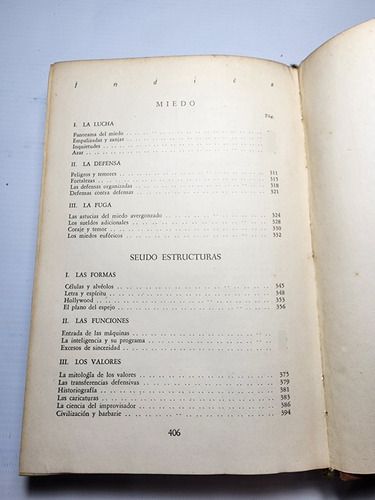 Indice
MIEDO
Pág.
I. LA LUCHA
Panorama del miedo
Empalizadas y zanjas
Inquietudes
Azar
II. LA DEFENSA
Peligros y temores 311
Fortalezas 315
Las defensas organizadas 318
Defensas contra defensas 321
III. LA FUGA
Las astucias del miedo avergonzado 324
Los sueldos adicionales 328
Coraje y temor 330
Los miedos eufóricos 332
SEUDO ESTRUCTURAS
I. LAS FORMAS
Células y alvéolos 345
Letra y espíritu 348
Hollywood 353
El plano del espejo 356
II. LAS FUNCIONES
Entrada de las máquinas
La inteligencia y su programa
Excesos de sinceridad
III. LOS VALORES
La mitología de los valores 375
Las transferencias defensivas 379
Historiografía 381
Las caricaturas 383
La ciencia del improvisador 386
Civilización y barbarie 394
406